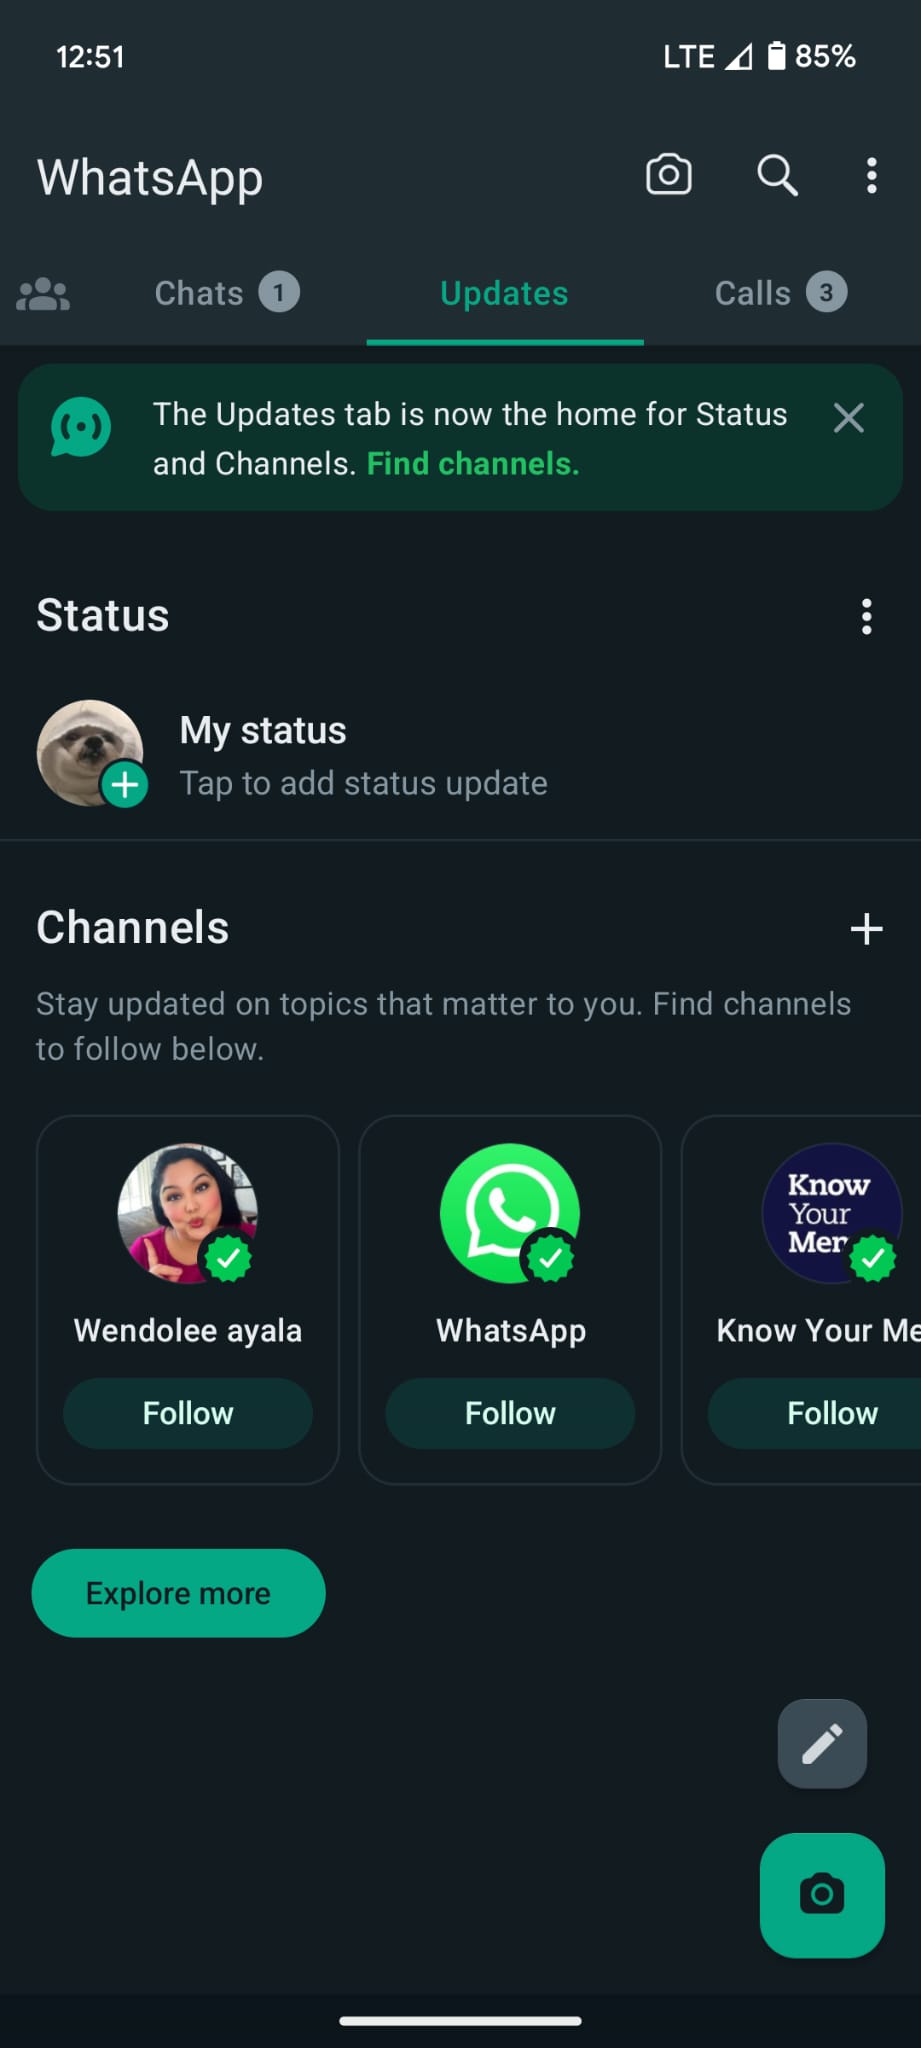 12:51
LTE 85%
WhatsApp
Chats 1
Updates
Calls 3
The Updates tab is now the home for Status
and Channels. Find channels.
Status
My status
Tap to add status update
Channels
Stay updated on topics that matter to you. Find channels
to follow below.
Know
Your
Mem
Wendolee ayala
WhatsApp
Know Your Me
Follow
Follow
Follow
Explore more